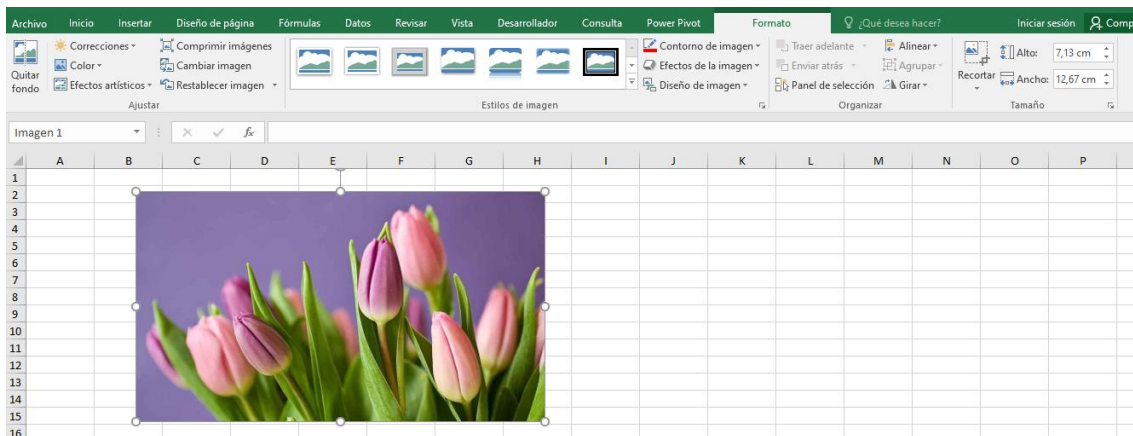 Archivo Inicio Insertar Diseño de página Fórmulas Datos Revisar Vista Desarrollador Consulta Power Pivot Formato ¿Qué desea hacer? Iniciar sesión Comp
Quitar fondo
Correcciones
Color
Efectos artísticos
Comprimir imágenes
Cambiar imagen
Restablecer imagen
Ajustar
Estilos de imagen
Contorno de imagen
Efectos de la imagen
Diseño de imagen
Traer adelante
Enviar atrás
Panel de selección
Alinear
Agrupar
Girar
Organizar
Recortar
Alto: 7,13 cm
Ancho: 12,67 cm
Tamaño
Imagen 1 fx
A B C D E F G H I J K L M N O P
1
2
3
4
5
6
7
8
9
10
11
12
13
14
15
16